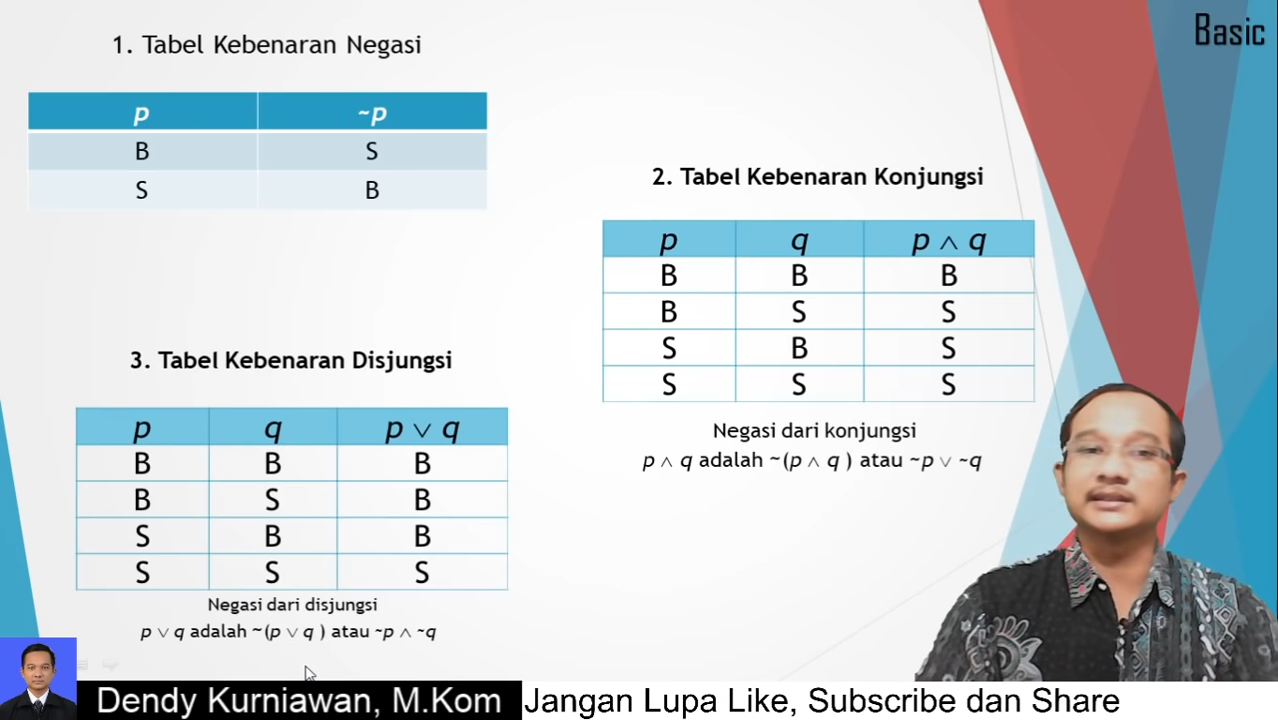 Basic
1. Tabel Kebenaran Negasi
p ~p
B S
S B
2. Tabel Kebenaran Konjungsi
p q p ∧ q
B B B
B S S
S B S
S S S
Negasi dari konjungsi
p ∧ q adalah ~(p ∧ q ) atau ~p ∨ ~q
3. Tabel Kebenaran Disjungsi
p q p ∨ q
B B B
B S B
S B B
S S S
Negasi dari disjungsi
p ∨ q adalah ~(p ∨ q ) atau ~p ∧ ~q
Dendy Kurniawan, M.Kom Jangan Lupa Like, Subscribe dan Share